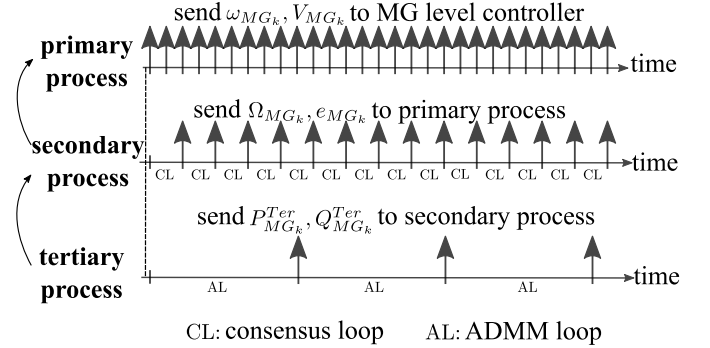 send ω_{MG_k}, V_{MG_k} to MG level controller
primary
process
time
send Ω_{MG_k}, e_{MG_k} to primary process
secondary
process
time
CL CL CL CL CL CL CL CL CL CL CL CL CL CL
send P^{Ter}_{MG_k}, Q^{Ter}_{MG_k} to secondary process
tertiary
process
time
AL AL AL
CL: consensus loop AL: ADMM loop